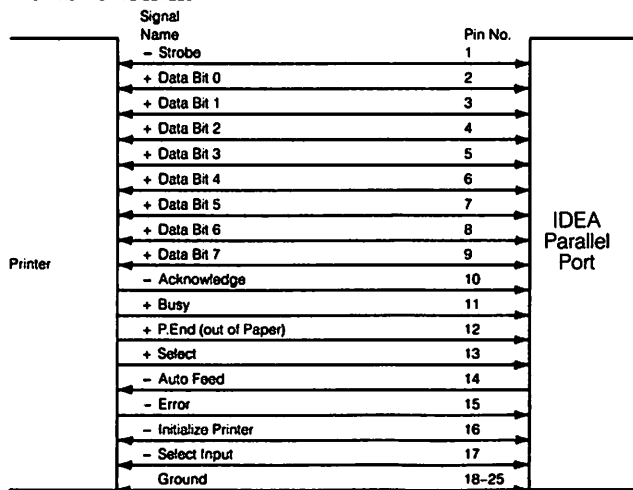 Signal
Name Pin No.
– Strobe 1
+ Data Bit 0 2
+ Data Bit 1 3
+ Data Bit 2 4
+ Data Bit 3 5
+ Data Bit 4 6
+ Data Bit 5 7
+ Data Bit 6 8
+ Data Bit 7 9
– Acknowledge 10
+ Busy 11
+ P.End (out of Paper) 12
+ Select 13
– Auto Feed 14
– Error 15
– Initialize Printer 16
– Select Input 17
Ground 18–25
Printer
IDEA
Parallel
Port